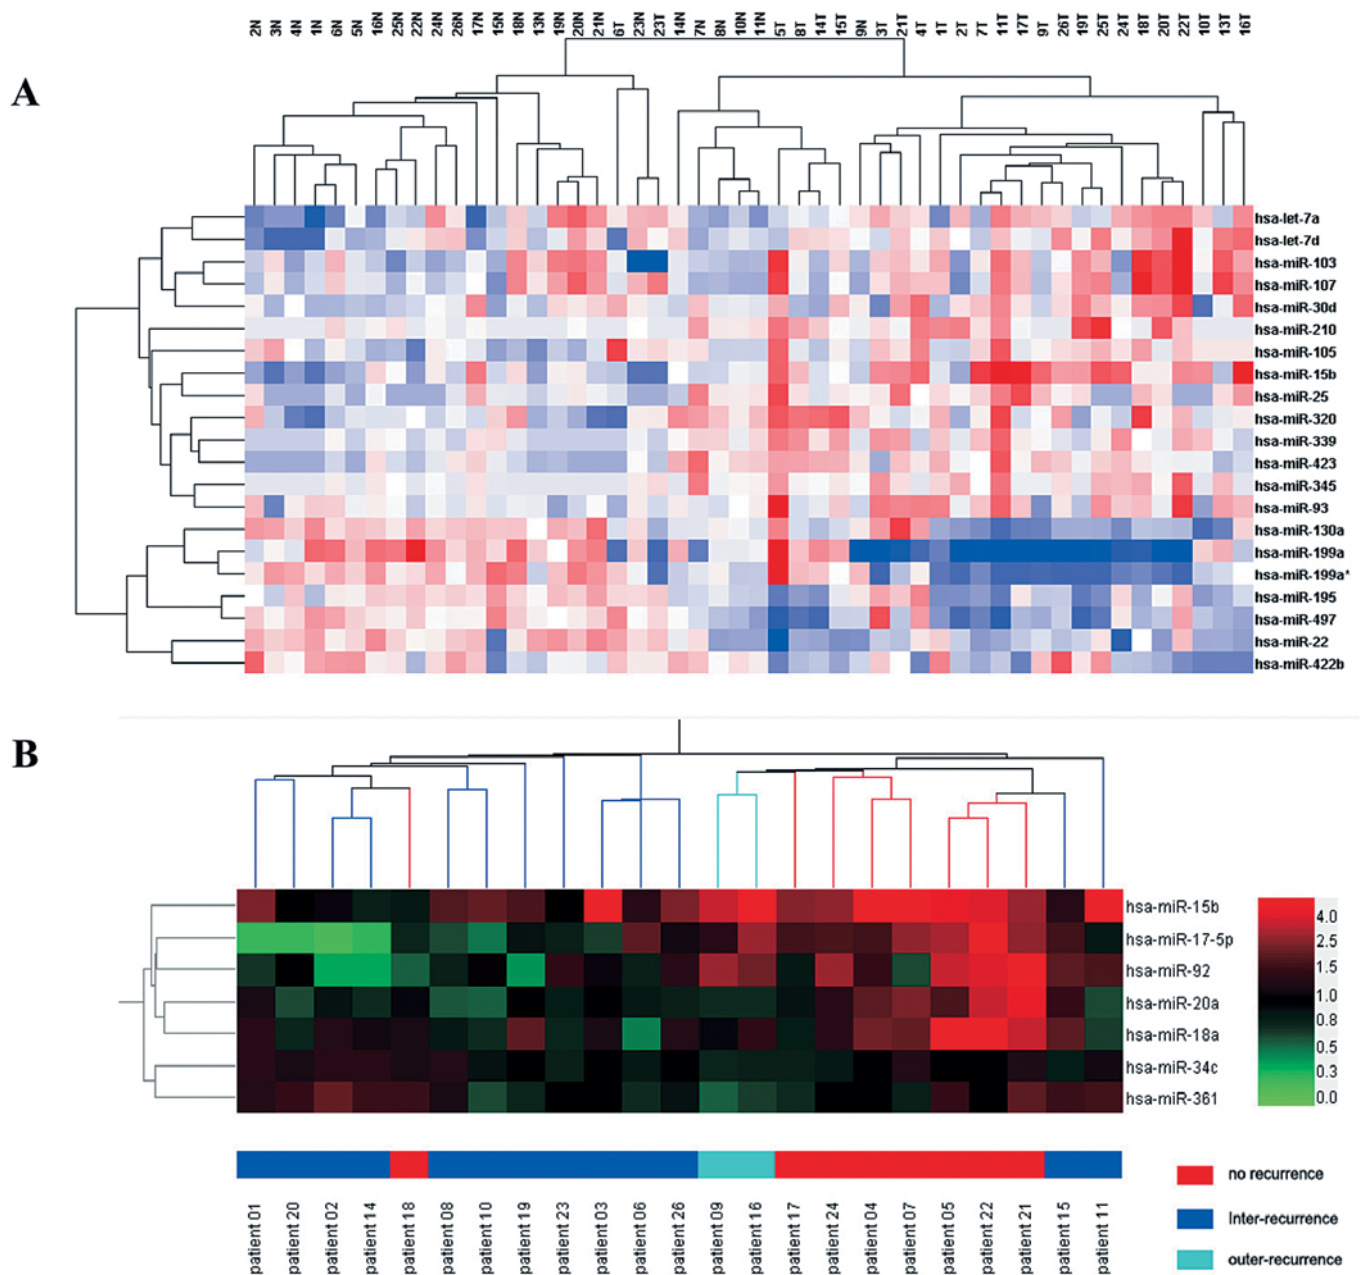 A
2N 3N 4N 1N 6N 5N 16N 25N 22N 24N 26N 17N 15N 18N 13N 19N 20N 21N 6T 23N 23T 14N 7N 8N 10N 11N 5T 8T 14T 15T 9N 3T 21T 4T 1T 2T 7T 11T 17T 9T 26T 19T 25T 24T 18T 20T 22T 10T 13T 16T
hsa-let-7a
hsa-let-7d
hsa-miR-103
hsa-miR-107
hsa-miR-30d
hsa-miR-210
hsa-miR-105
hsa-miR-15b
hsa-miR-25
hsa-miR-320
hsa-miR-339
hsa-miR-423
hsa-miR-345
hsa-miR-93
hsa-miR-130a
hsa-miR-199a
hsa-miR-199a*
hsa-miR-195
hsa-miR-497
hsa-miR-22
hsa-miR-422b
B
hsa-miR-15b
hsa-miR-17-5p
hsa-miR-92
hsa-miR-20a
hsa-miR-18a
hsa-miR-34c
hsa-miR-361
4.0
2.5
1.5
1.0
0.8
0.5
0.3
0.0
patient 01
patient 20
patient 02
patient 14
patient 18
patient 08
patient 10
patient 19
patient 23
patient 03
patient 06
patient 26
patient 09
patient 16
patient 17
patient 24
patient 04
patient 07
patient 05
patient 22
patient 21
patient 15
patient 11
no recurrence
Inter-recurrence
outer-recurrence